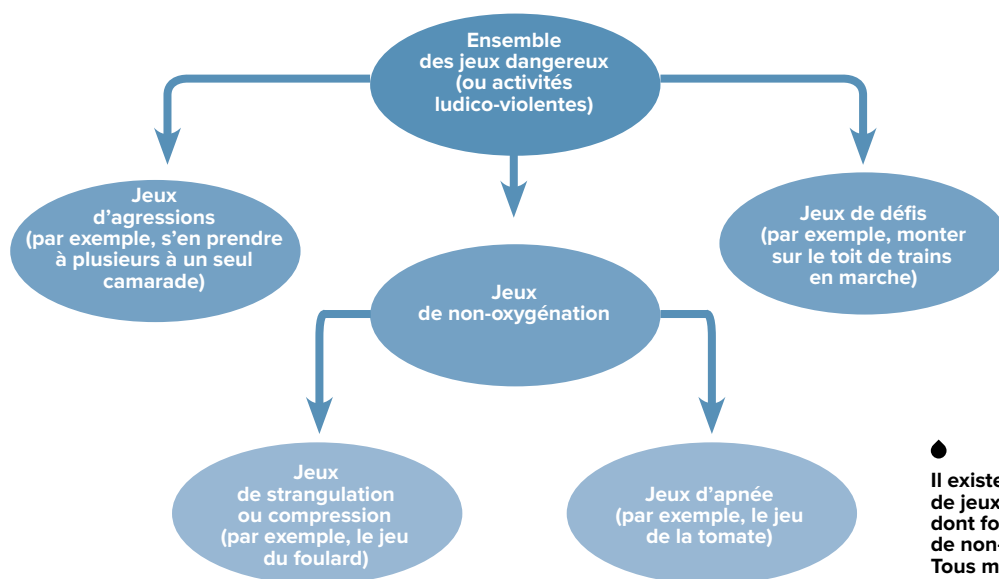 Ensemble
des jeux dangereux
(ou activités
ludico-violentes)
Jeux
d'agressions
(par exemple, s'en prendre
à plusieurs à un seul
camarade)
Jeux de défis
(par exemple, monter
sur le toit de trains
en marche)
Jeux
de non-oxygénation
Jeux
de strangulation
ou compression
(par exemple, le jeu
du foulard)
Jeux d'apnée
(par exemple, le jeu
de la tomate)
Il existe
de jeux
dont fo
de non-
Tous m